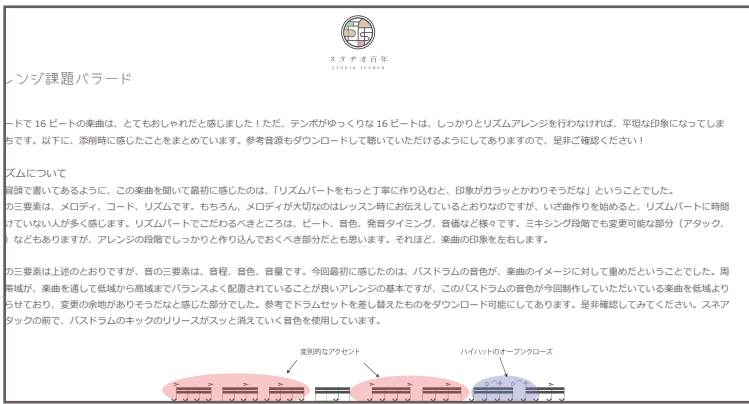 スタヂオ百年
STUDIO 100NEN
レンジ課題バラード
ードで 16 ビートの楽曲は、とてもおしゃれだと感じました！ただ、テンポがゆっくりな 16 ビートは、しっかりとリズムアレンジを行わなければ、平坦な印象になってしま
ちです。以下に、添削時に感じたことをまとめています。参考音源もダウンロードして聴いていただけるようにしてありますので、是非ご確認ください！
ズムについて
冒頭で書いてあるように、この楽曲を聞いて最初に感じたのは、「リズムパートをもっと丁寧に作り込むと、印象がガラッとかわりそうだな」ということでした。
の三要素は、メロディ、コード、リズムです。もちろん、メロディが大切なのはレッスン時にお伝えしているとおりなのですが、いざ曲作りを始めると、リズムパートに時間
けていない人が多く感じます。リズムパートでこだわるべきところは、ビート、音色、発音タイミング、音価など様々です。ミキシング段階でも変更可能な部分（アタック、
）などもありますが、アレンジの段階でしっかりと作り込んでおくべき部分だとも思います。それほど、楽曲の印象を左右します。
の三要素は上述のとおりですが、音の三要素は、音程、音色、音量です。今回最初に感じたのは、バスドラムの音色が、楽曲のイメージに対して重めだということでした。周
帯域が、楽曲を通して低域から高域までバランスよく配置されていることが良いアレンジの基本ですが、このバスドラムの音色が今回制作していただいている楽曲を低域より
らせており、変更の余地がありそうだなと感じた部分でした。参考でドラムセットを差し替えたものをダウンロード可能にしてあります。是非確認してみてください。スネア
タックの前で、バスドラムのキックのリリースがスッと消えていく音色を使用しています。
変則的なアクセント
ハイハットのオープンクローズ